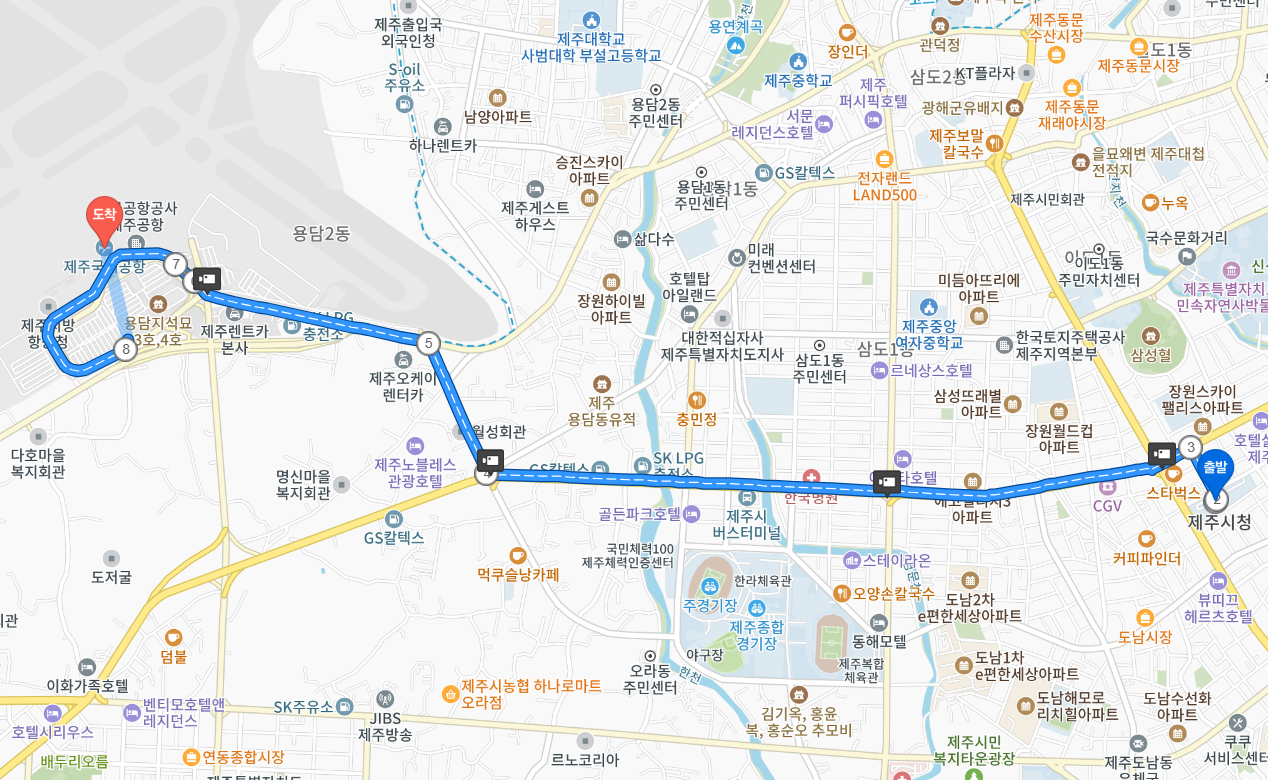 제주출입국
외국인청
제주대학교
사범대학 부설고등학교
용연계곡
장인더
관덕정
제주동문
수산시장
삼도1동
제주동문시장
S-oil
주유소
제주중학교
삼도2동
KT플라자
남양아파트
용담2동
주민센터
제주
퍼시픽호텔
광해군유배지
제주동문
재래야시장
하나렌트카
서문
레지던스호텔
제주보말
칼국수
을묘왜변 제주대첩
전적지
승진스카이
아파트
GS칼텍스
전자랜드
LAND500
용담1동
주민센터
제주시민회관
누옥
도착
공항공사
제주공항
제주게스트
하우스
용담2동
삼다수
미래
컨벤션센터
국수문화거리
이도1동
주민자치센터
제주특별자치
민속자연사박물
7
호텔탑
아일랜드
미듬아뜨리에
아파트
장원하이빌
아파트
용담지석묘
3호,4호
제주렌트카
본사
LPG
충전소
대한적십자사
제주특별자치도지사
제주중앙
여자중학교
한국토지주택공사
제주지역본부
삼성혈
8
5
삼도1동
주민센터
삼도1동
르네상스호텔
제주오케이
렌터카
제주
용담동유적
충민정
삼성뜨래별
아파트
장원월드컵
아파트
장원스카이
팰리스아파트
월성회관
다호마을
복지회관
제주노블레스
관광호텔
명신마을
복지회관
GS칼텍스
SK LPG
충전소
한국병원
3
출발
스타벅스
CGV
아파트
제주시청
GS칼텍스
골든파크호텔
제주시
버스터미널
국민체력100
제주체력인증센터
먹쿠슬낭카페
스테이라온
커피파인더
도저굴
한라체육관
주경기장
제주종합
경기장
오양손칼국수
도남2차
e편한세상아파트
뷰띠끄
헤르츠호텔
덤불
동해모텔
도남시장
야구장
오라동
주민센터
한천
제주복합
체육관
도남1차
e편한세상아파트
이화가족호텔
제주시농협 하나로마트
오라점
도남해모로
리치힐아파트
도남수선화
아파트
벤티모호텔앤
레지던스
SK주유소
JIBS
제주방송
김기옥, 홍윤
복, 홍순오 추모비
호텔시리우스
연동종합시장
배두리오름
르노코리아
제주시민
복지타운광장
제주도남동
우체국
쿠쿠
서비스센터